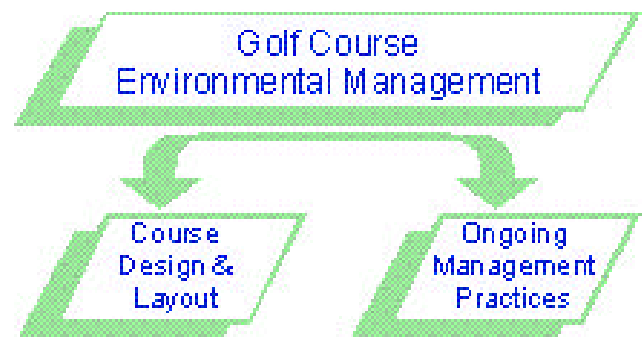 Golf Course
Environmental Management
Course
Design &
Layout
Ongoing
Management
Practices